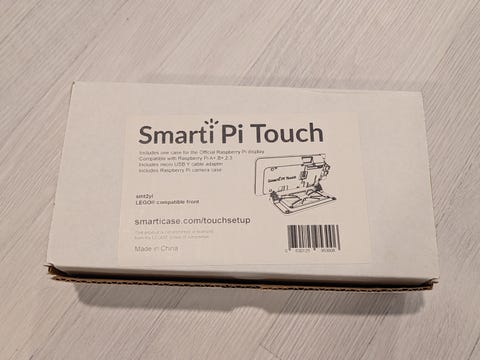 Smarti Pi Touch
Includes one case for the Official Raspberry Pi display
Compatible with Raspberry Pi A+,B+,2,3
Includes micro USB Y cable adapter
Includes Raspberry Pi camera case
Smarti Pi Touch
LEGO® compatible front
smarticase.com/touchsetup
Made in China